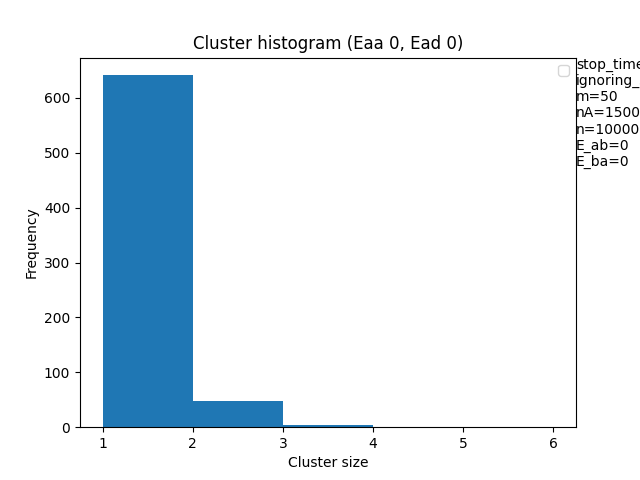 Cluster histogram (Eaa 0, Ead 0)
stop_time
ignoring_
m=50
nA=1500
n=10000
E_ab=0
E_ba=0
600
500
400
300
200
100
0
Frequency
1 2 3 4 5 6
Cluster size